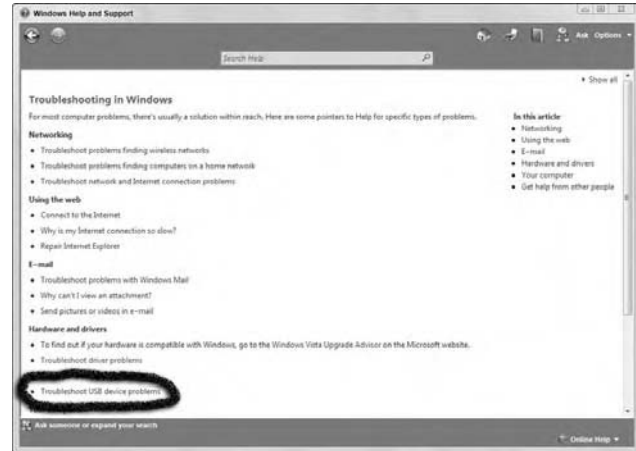 Windows Help and Support
Ask Options
Search Help
Show all
Troubleshooting in Windows
For most computer problems, there's usually a solution within reach. Here are some pointers to Help for specific types of problems.
In this article
Networking
Using the web
E-mail
Hardware and drivers
Your computer
Get help from other people
Networking
Troubleshoot problems finding wireless networks
Troubleshoot problems finding computers on a home network
Troubleshoot network and Internet connection problems
Using the web
Connect to the Internet
Why is my Internet connection so slow?
Repair Internet Explorer
E-mail
Troubleshoot problems with Windows Mail
Why can't I view an attachment?
Send pictures or videos in e-mail
Hardware and drivers
To find out if your hardware is compatible with Windows, go to the Windows Vista Upgrade Advisor on the Microsoft website.
Troubleshoot driver problems
Troubleshoot USB device problems
Ask someone or expand your search
Online Help